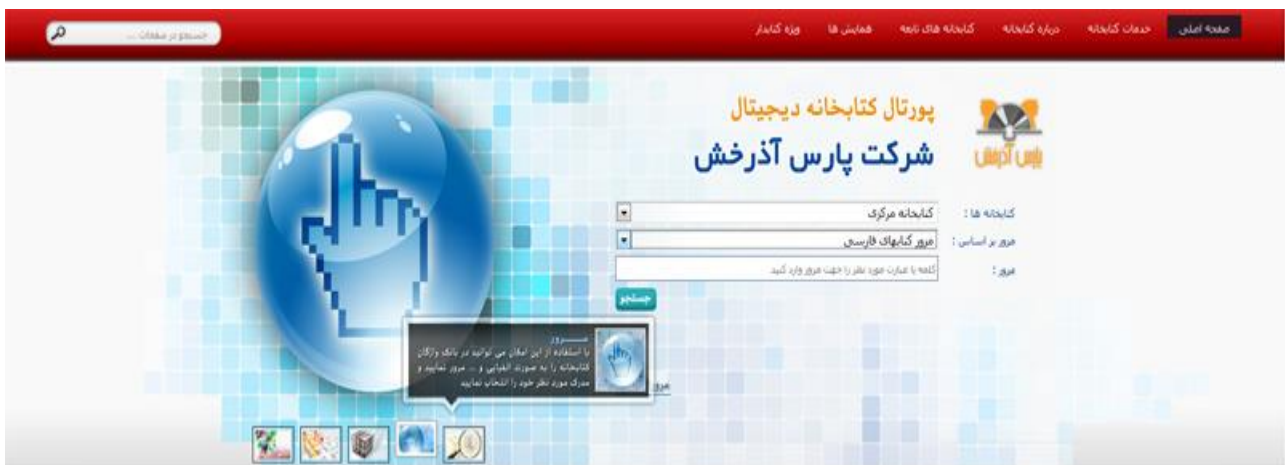 صفحه اصلی
خدمات کتابخانه
درباره کتابخانه
کتابخانه های تابعه
همایش ها
ویژه کتابدار
جستجو در صفحات ...
پورتال کتابخانه دیجیتال
شرکت پارس آذرخش
پارس آذرخش
کتابخانه ها :
کتابخانه مرکزی
مرور بر اساس :
مرور کتابهای فارسی
مرور :
کلمه یا عبارت مورد نظر را جهت مرور وارد کنید
جستجو
مـــرور
با استفاده از این امکان می توانید در بانک واژگان
کتابخانه را به صورت الفبایی و ... مرور نمایید و
مدرک مورد نظر خود را انتخاب نمایید
مرور